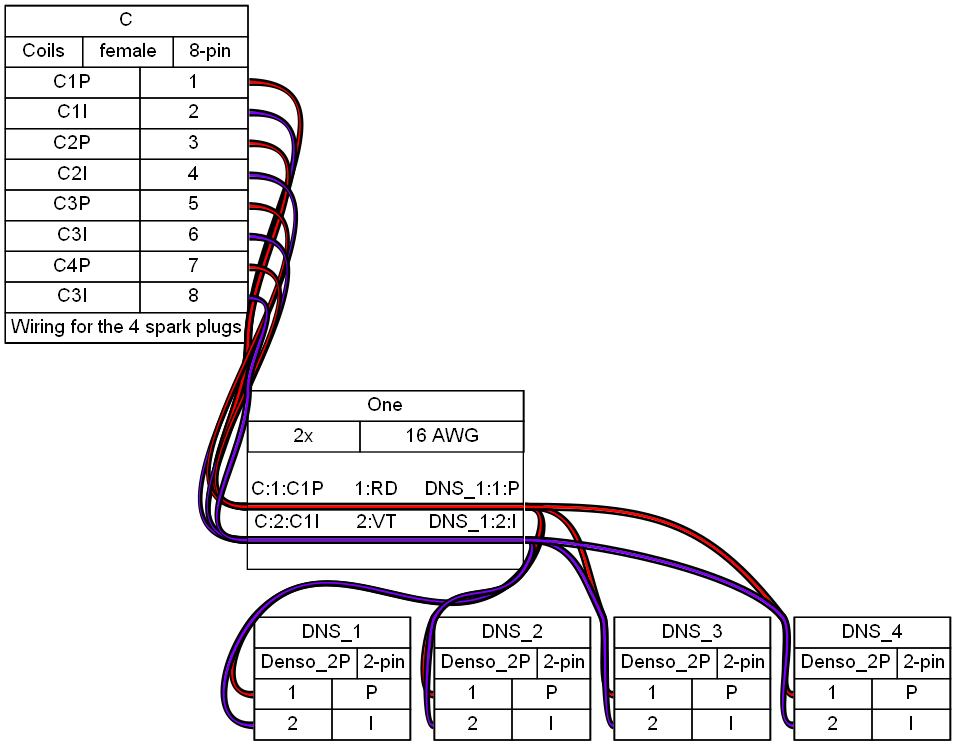 C
Coils female 8-pin
C1P 1
C1I 2
C2P 3
C2I 4
C3P 5
C3I 6
C4P 7
C3I 8
Wiring for the 4 spark plugs
One
2x 16 AWG
C:1:C1P 1:RD DNS_1:1:P
C:2:C1I 2:VT DNS_1:2:I
DNS_1 DNS_2 DNS_3 DNS_4
Denso_2P 2-pin Denso_2P 2-pin Denso_2P 2-pin Denso_2P 2-pin
1 P 1 P 1 P 1 P
2 I 2 I 2 I 2 I